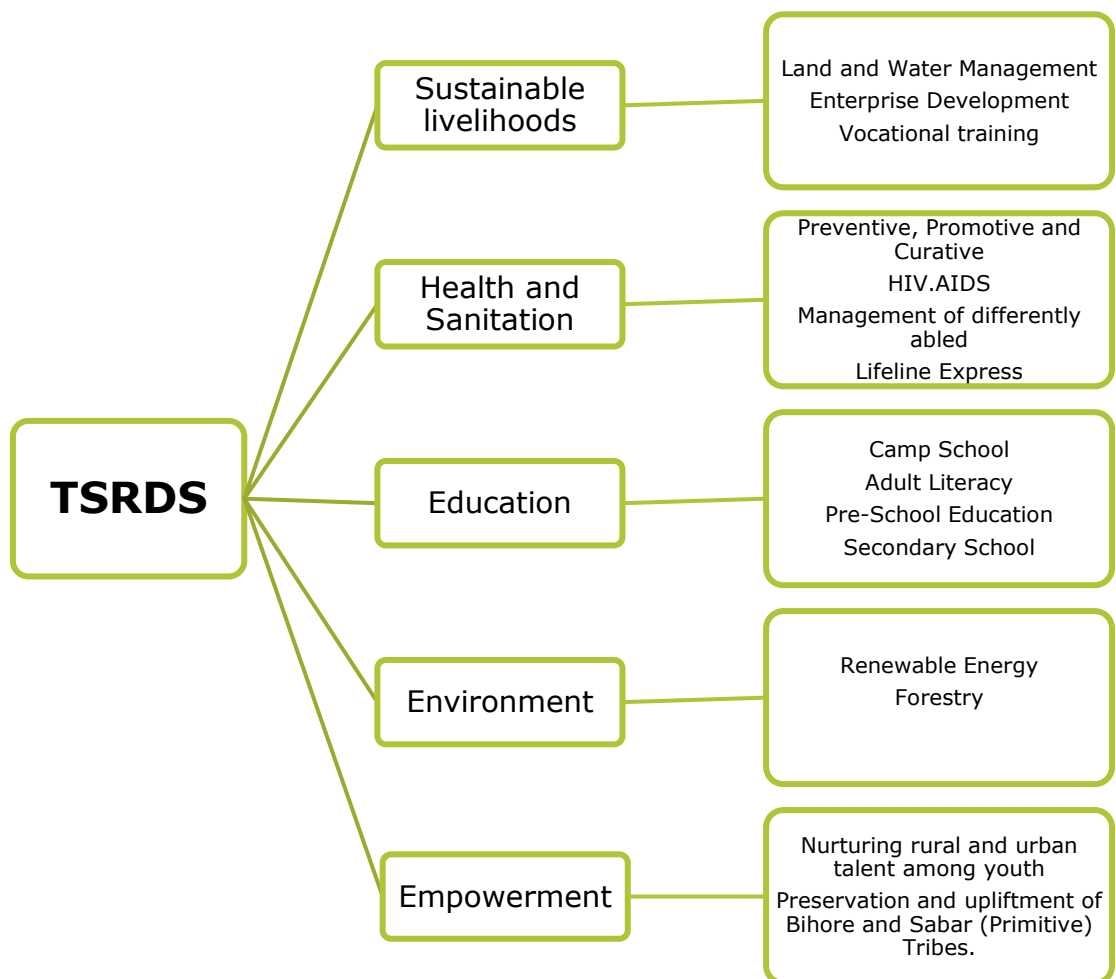 TSRDS
Sustainable
livelihoods
Land and Water Management
Enterprise Development
Vocational training
Health and
Sanitation
Preventive, Promotive and
Curative
HIV.AIDS
Management of differently
abled
Lifeline Express
Education
Camp School
Adult Literacy
Pre-School Education
Secondary School
Environment
Renewable Energy
Forestry
Empowerment
Nurturing rural and urban
talent among youth
Preservation and upliftment of
Bihore and Sabar (Primitive)
Tribes.